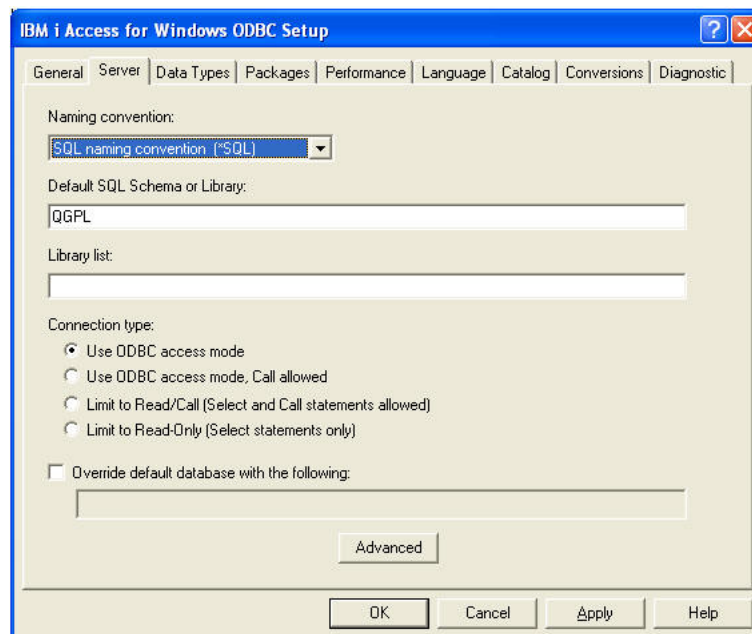 IBM i Access for Windows ODBC Setup
General Server Data Types Packages Performance Language Catalog Conversions Diagnostic
Naming convention:
SQL naming convention (*SQL)
Default SQL Schema or Library:
QGPL
Library list:
Connection type:
Use ODBC access mode
Use ODBC access mode, Call allowed
Limit to Read/Call (Select and Call statements allowed)
Limit to Read-Only (Select statements only)
Override default database with the following:
Advanced
OK Cancel Apply Help